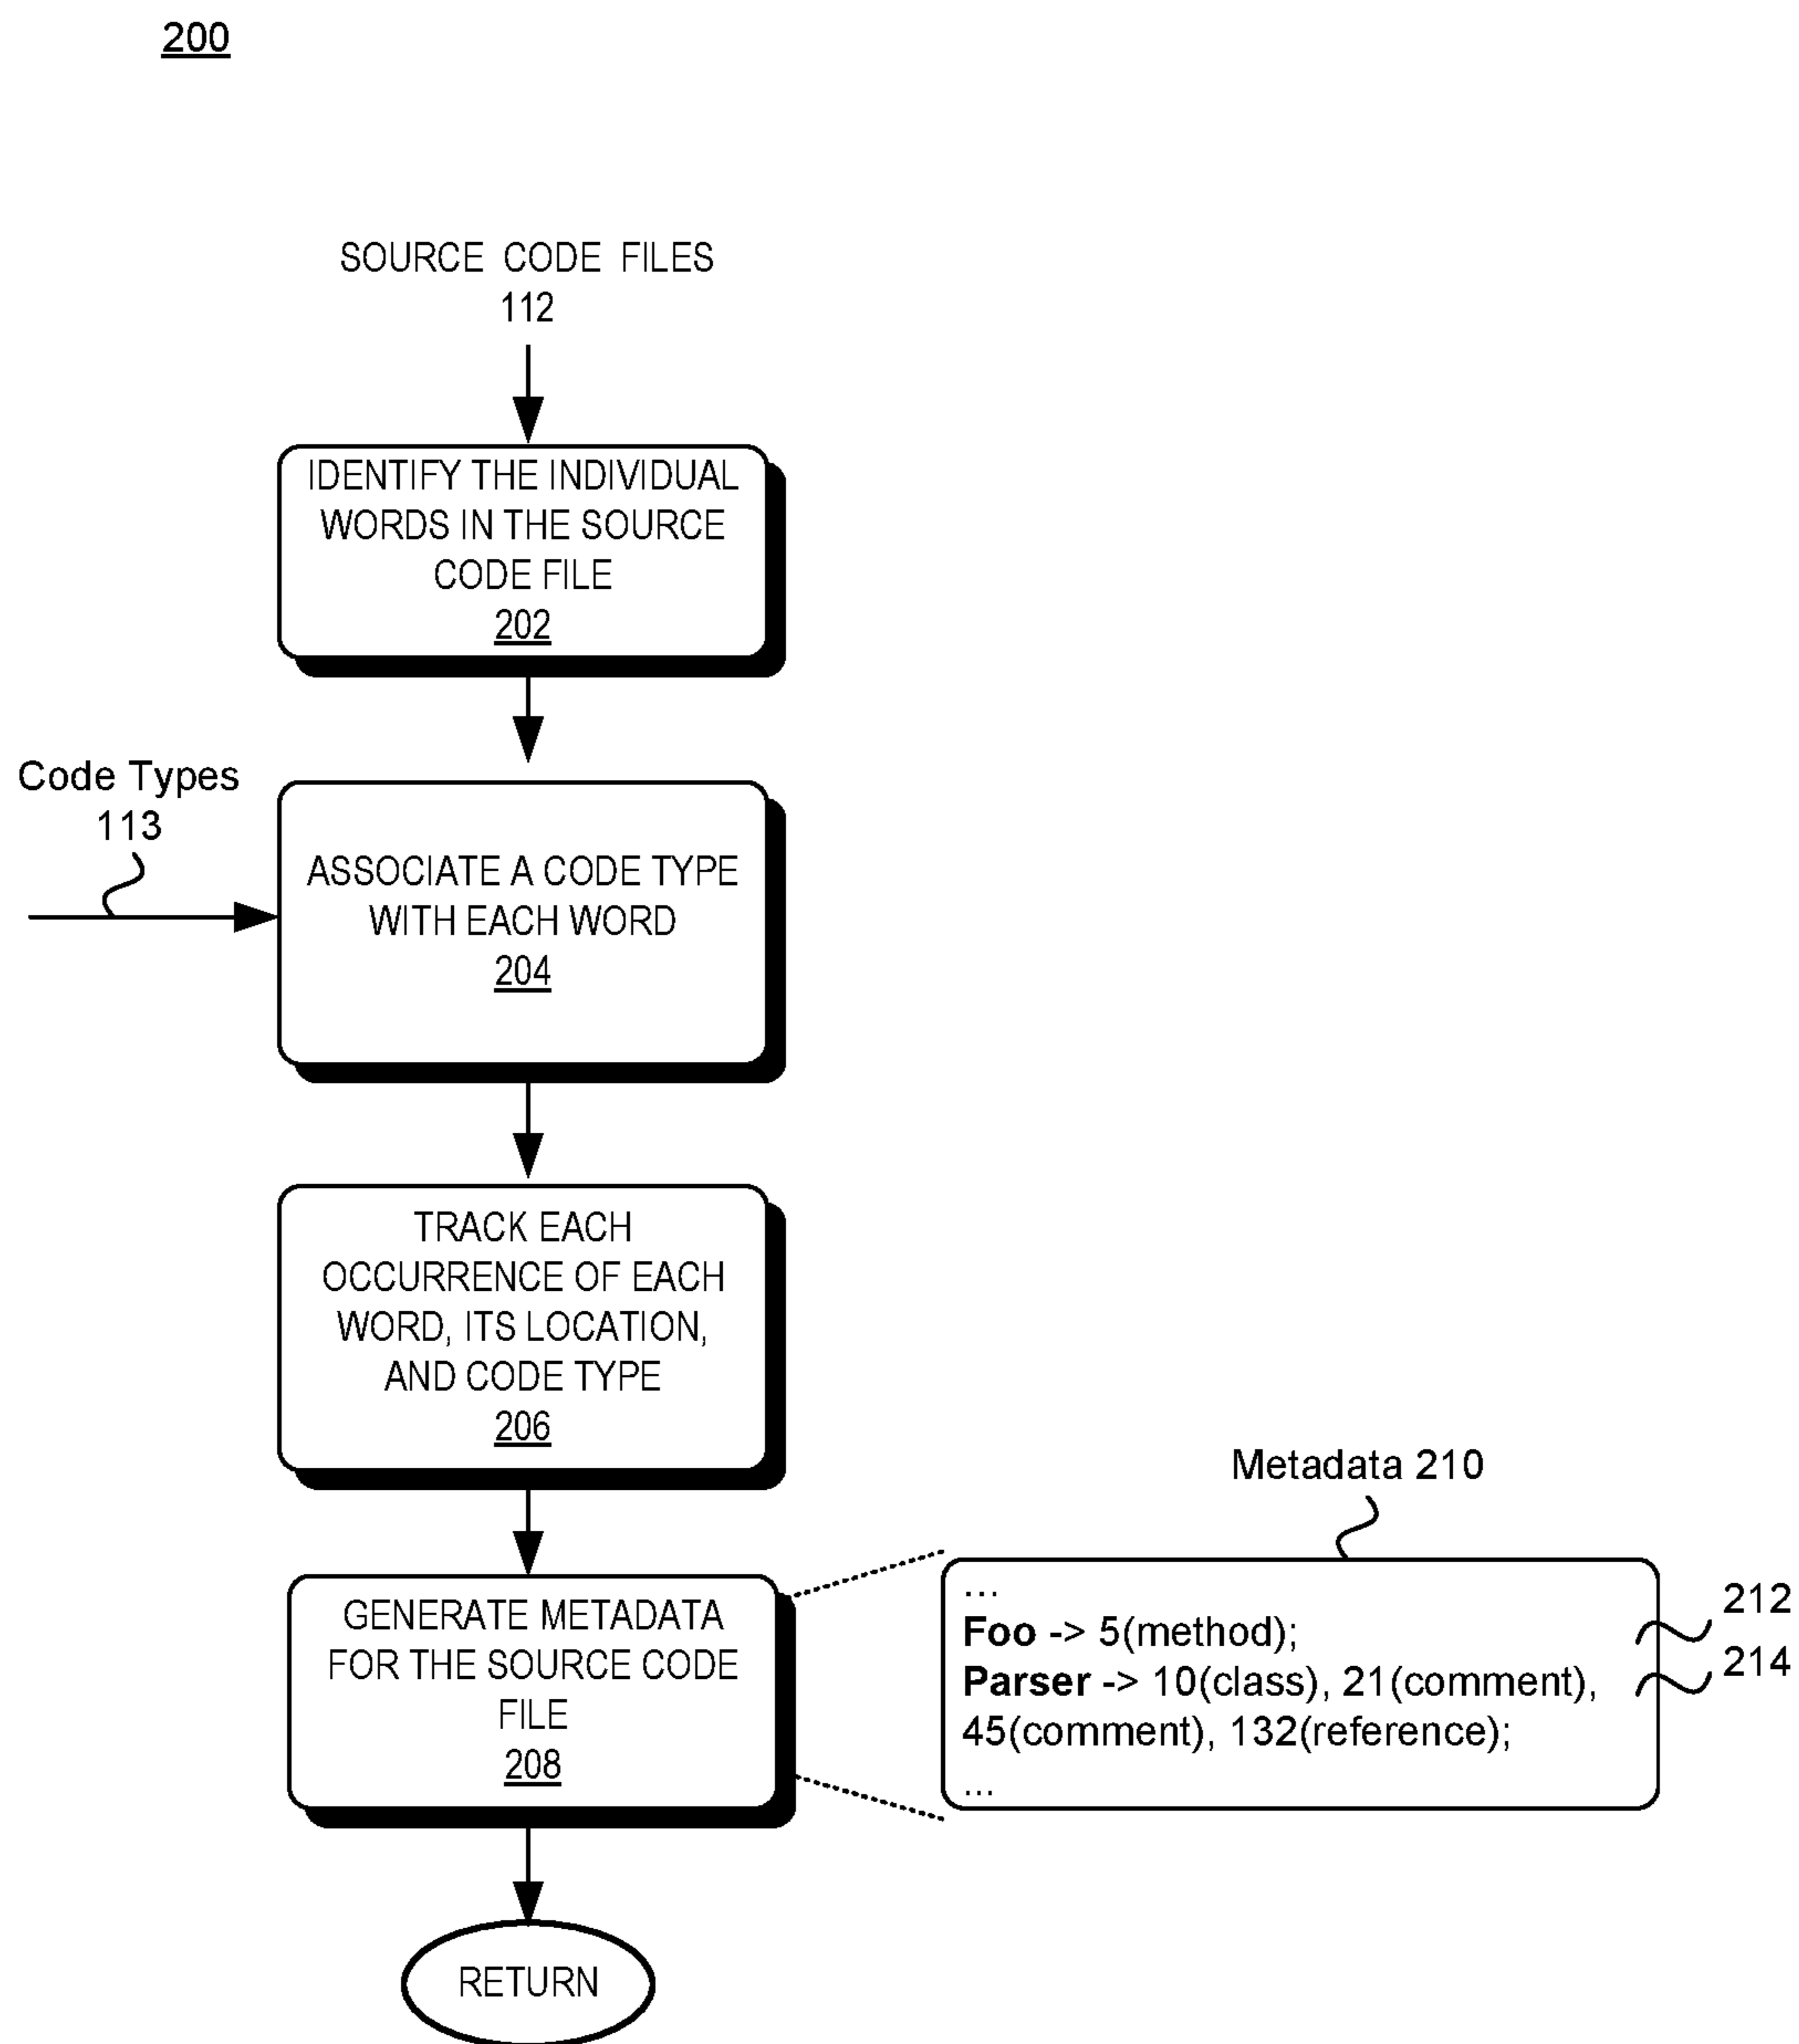 200
SOURCE CODE FILES
112
IDENTIFY THE INDIVIDUAL
WORDS IN THE SOURCE
CODE FILE
202
Code Types
113
ASSOCIATE A CODE TYPE
WITH EACH WORD
204
TRACK EACH
OCCURRENCE OF EACH
WORD, ITS LOCATION,
AND CODE TYPE
206
GENERATE METADATA
FOR THE SOURCE CODE
FILE
208
Metadata 210
...
Foo -> 5(method);
Parser -> 10(class), 21(comment),
45(comment), 132(reference);
...
212
214
RETURN